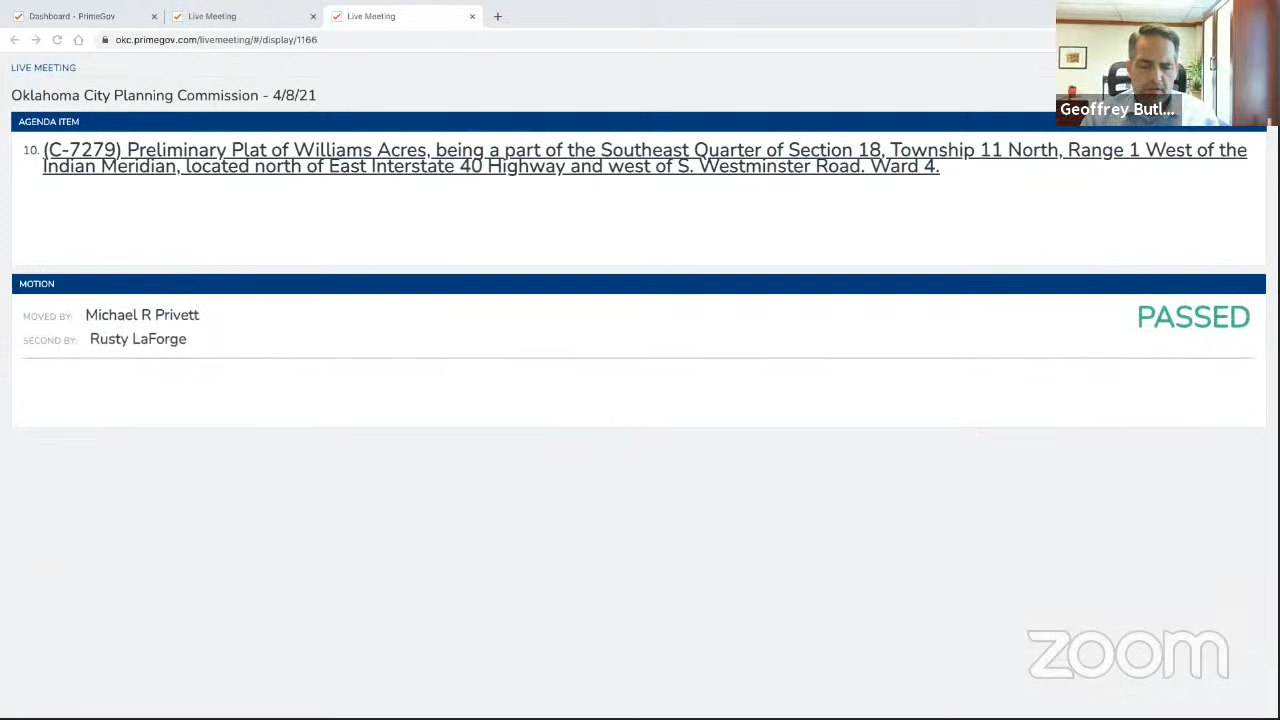 Dashboard - PrimeGov
Live Meeting
Live Meeting
okc.primegov.com/livemeeting/#/display/1166
LIVE MEETING
Oklahoma City Planning Commission - 4/8/21
Geoffrey Butl...
AGENDA ITEM
10. (C-7279) Preliminary Plat of Williams Acres, being a part of the Southeast Quarter of Section 18, Township 11 North, Range 1 West of the
Indian Meridian, located north of East Interstate 40 Highway and west of S. Westminster Road. Ward 4.
MOTION
MOVED BY: Michael R Privett
PASSED
SECOND BY: Rusty LaForge
zoom